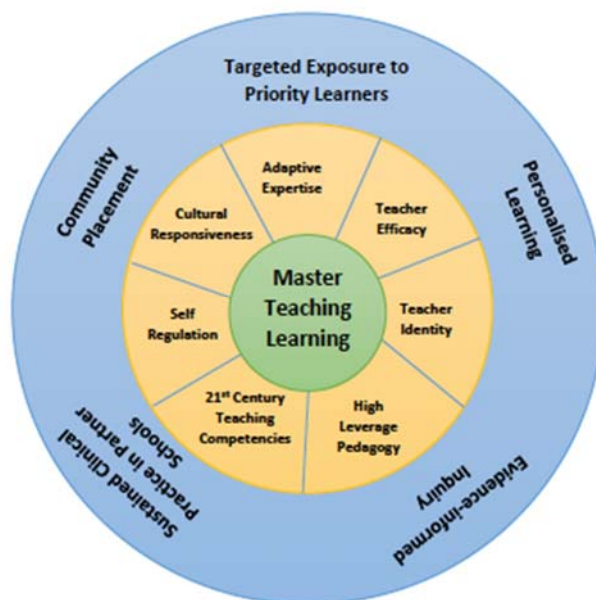 Targeted Exposure to
Priority Learners
Personalised
Learning
Evidence-informed
Inquiry
Sustained Clinical
Practice in Partner
Schools
Community
Placement
Adaptive
Expertise
Teacher
Efficacy
Teacher
Identity
High
Leverage
Pedagogy
21st Century
Teaching
Competencies
Self
Regulation
Cultural
Responsiveness
Master
Teaching
Learning